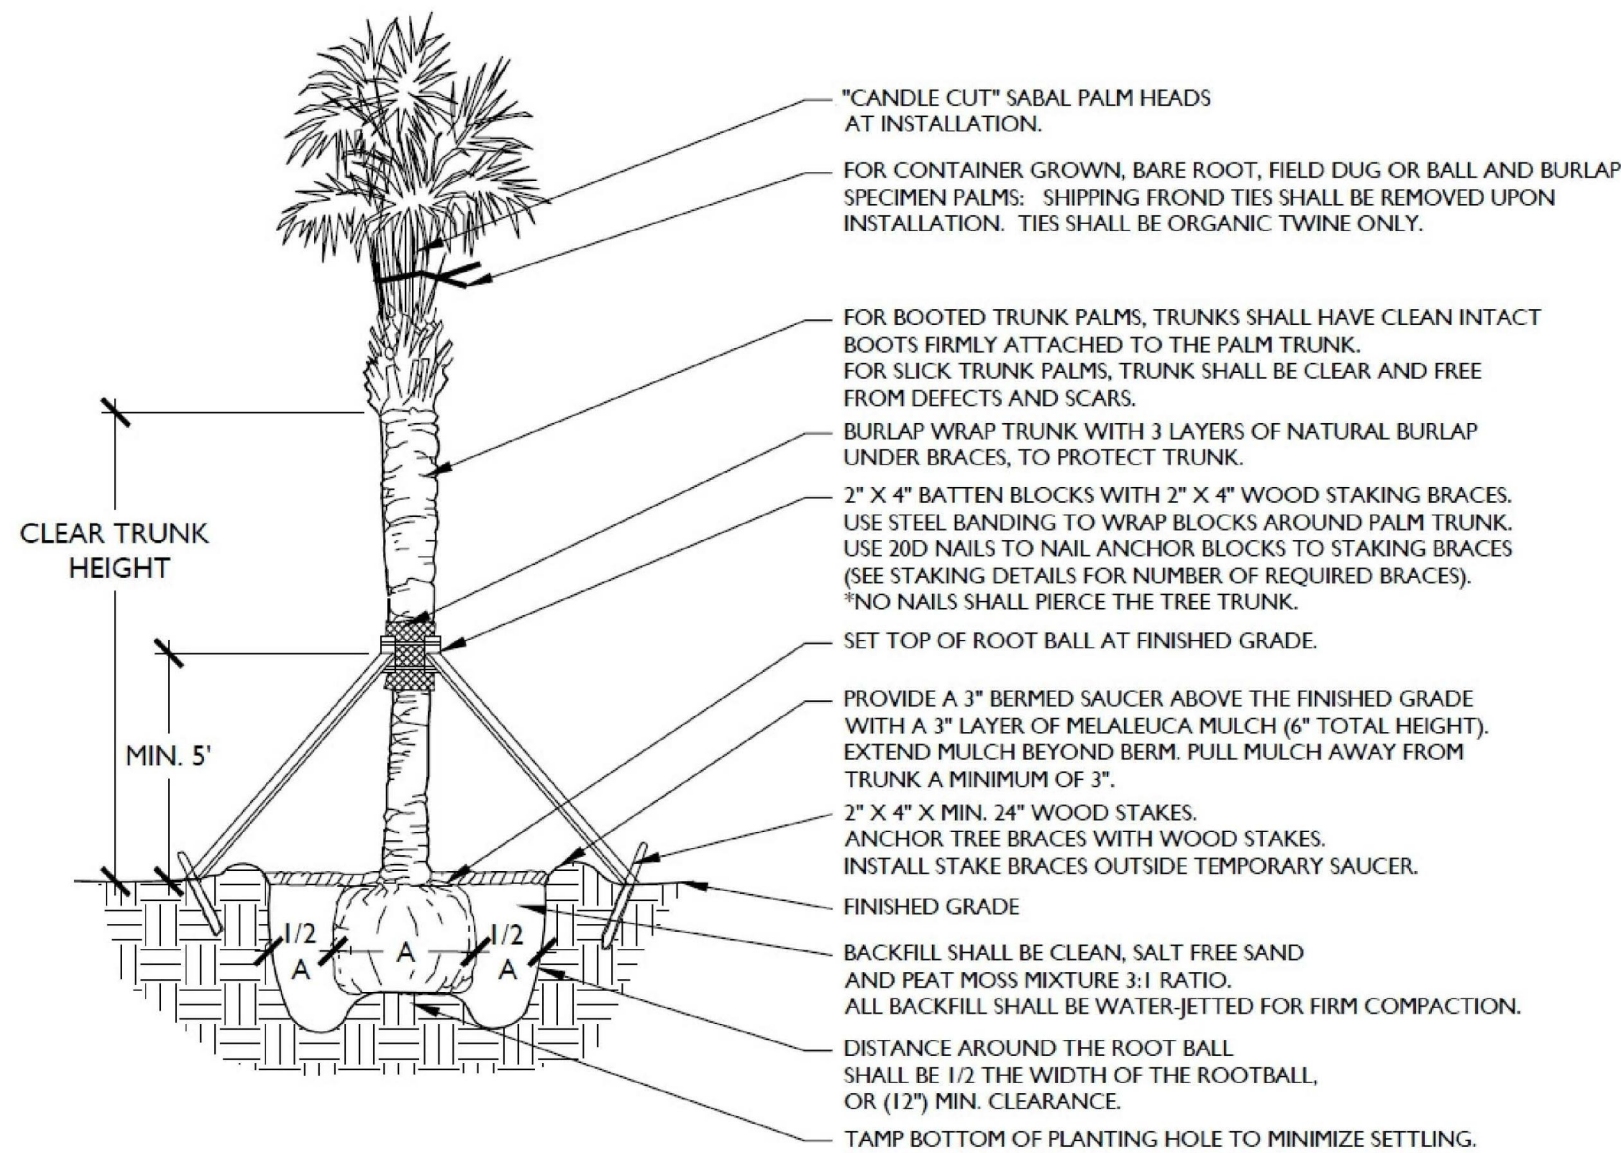 "CANDLE CUT" SABAL PALM HEADS
AT INSTALLATION.
FOR CONTAINER GROWN, BARE ROOT, FIELD DUG OR BALL AND BURLAP
SPECIMEN PALMS: SHIPPING FROND TIES SHALL BE REMOVED UPON
INSTALLATION. TIES SHALL BE ORGANIC TWINE ONLY.
FOR BOOTED TRUNK PALMS, TRUNKS SHALL HAVE CLEAN INTACT
BOOTS FIRMLY ATTACHED TO THE PALM TRUNK.
FOR SLICK TRUNK PALMS, TRUNK SHALL BE CLEAR AND FREE
FROM DEFECTS AND SCARS.
BURLAP WRAP TRUNK WITH 3 LAYERS OF NATURAL BURLAP
UNDER BRACES, TO PROTECT TRUNK.
2" X 4" BATTEN BLOCKS WITH 2" X 4" WOOD STAKING BRACES.
USE STEEL BANDING TO WRAP BLOCKS AROUND PALM TRUNK.
USE 20D NAILS TO NAIL ANCHOR BLOCKS TO STAKING BRACES
(SEE STAKING DETAILS FOR NUMBER OF REQUIRED BRACES).
*NO NAILS SHALL PIERCE THE TREE TRUNK.
SET TOP OF ROOT BALL AT FINISHED GRADE.
PROVIDE A 3" BERMED SAUCER ABOVE THE FINISHED GRADE
WITH A 3" LAYER OF MELALEUCA MULCH (6" TOTAL HEIGHT).
EXTEND MULCH BEYOND BERM. PULL MULCH AWAY FROM
TRUNK A MINIMUM OF 3".
2" X 4" X MIN. 24" WOOD STAKES.
ANCHOR TREE BRACES WITH WOOD STAKES.
INSTALL STAKE BRACES OUTSIDE TEMPORARY SAUCER.
FINISHED GRADE
BACKFILL SHALL BE CLEAN, SALT FREE SAND
AND PEAT MOSS MIXTURE 3:1 RATIO.
ALL BACKFILL SHALL BE WATER-JETTED FOR FIRM COMPACTION.
DISTANCE AROUND THE ROOT BALL
SHALL BE 1/2 THE WIDTH OF THE ROOTBALL,
OR (12") MIN. CLEARANCE.
TAMP BOTTOM OF PLANTING HOLE TO MINIMIZE SETTLING.
CLEAR TRUNK
HEIGHT
MIN. 5'
1/2
A
A
1/2
A